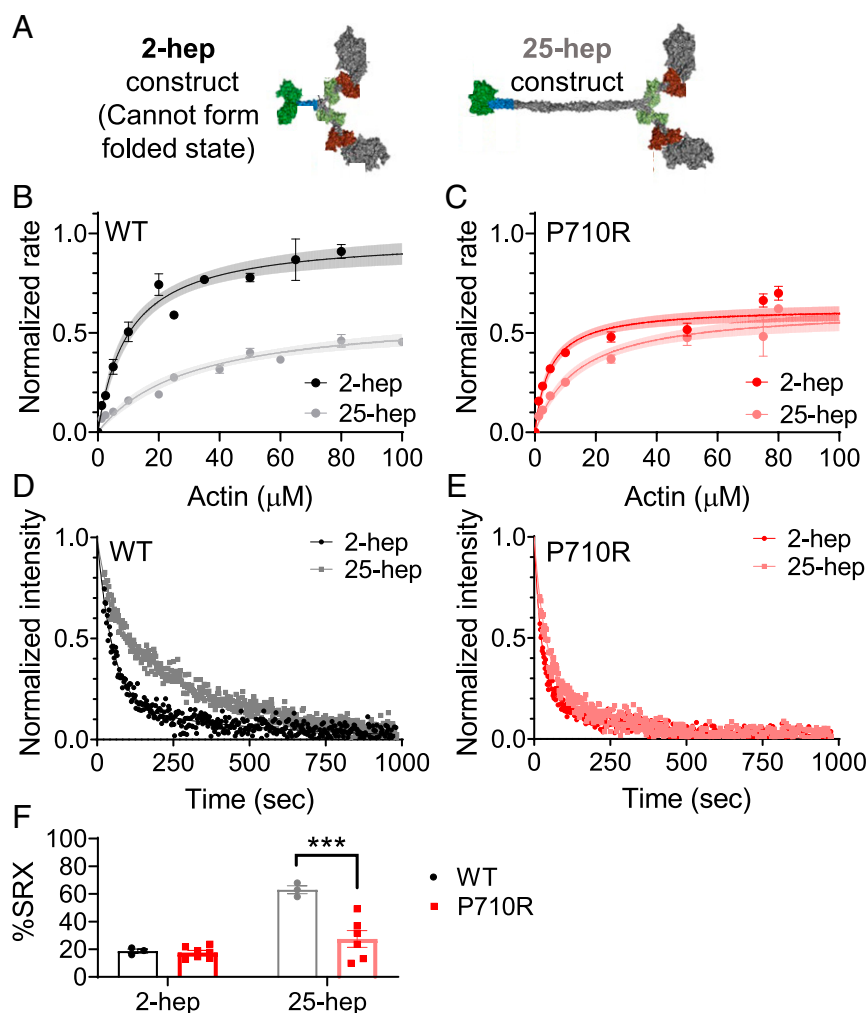 A
2-hep
construct
(Cannot form
folded state)
25-hep
construct
B
WT
Normalized rate
1.0
0.5
0.0
0 20 40 60 80 100
Actin (μM)
2-hep
25-hep
C
P710R
Normalized rate
1.0
0.5
0.0
0 20 40 60 80 100
Actin (μM)
2-hep
25-hep
D
WT
Normalized intensity
1.0
0.5
0.0
0 250 500 750 1000
Time (sec)
2-hep
25-hep
E
P710R
Normalized intensity
1.0
0.5
0.0
0 250 500 750 1000
Time (sec)
2-hep
25-hep
F
%SRX
100
80
60
40
20
0
***
2-hep 25-hep
WT
P710R